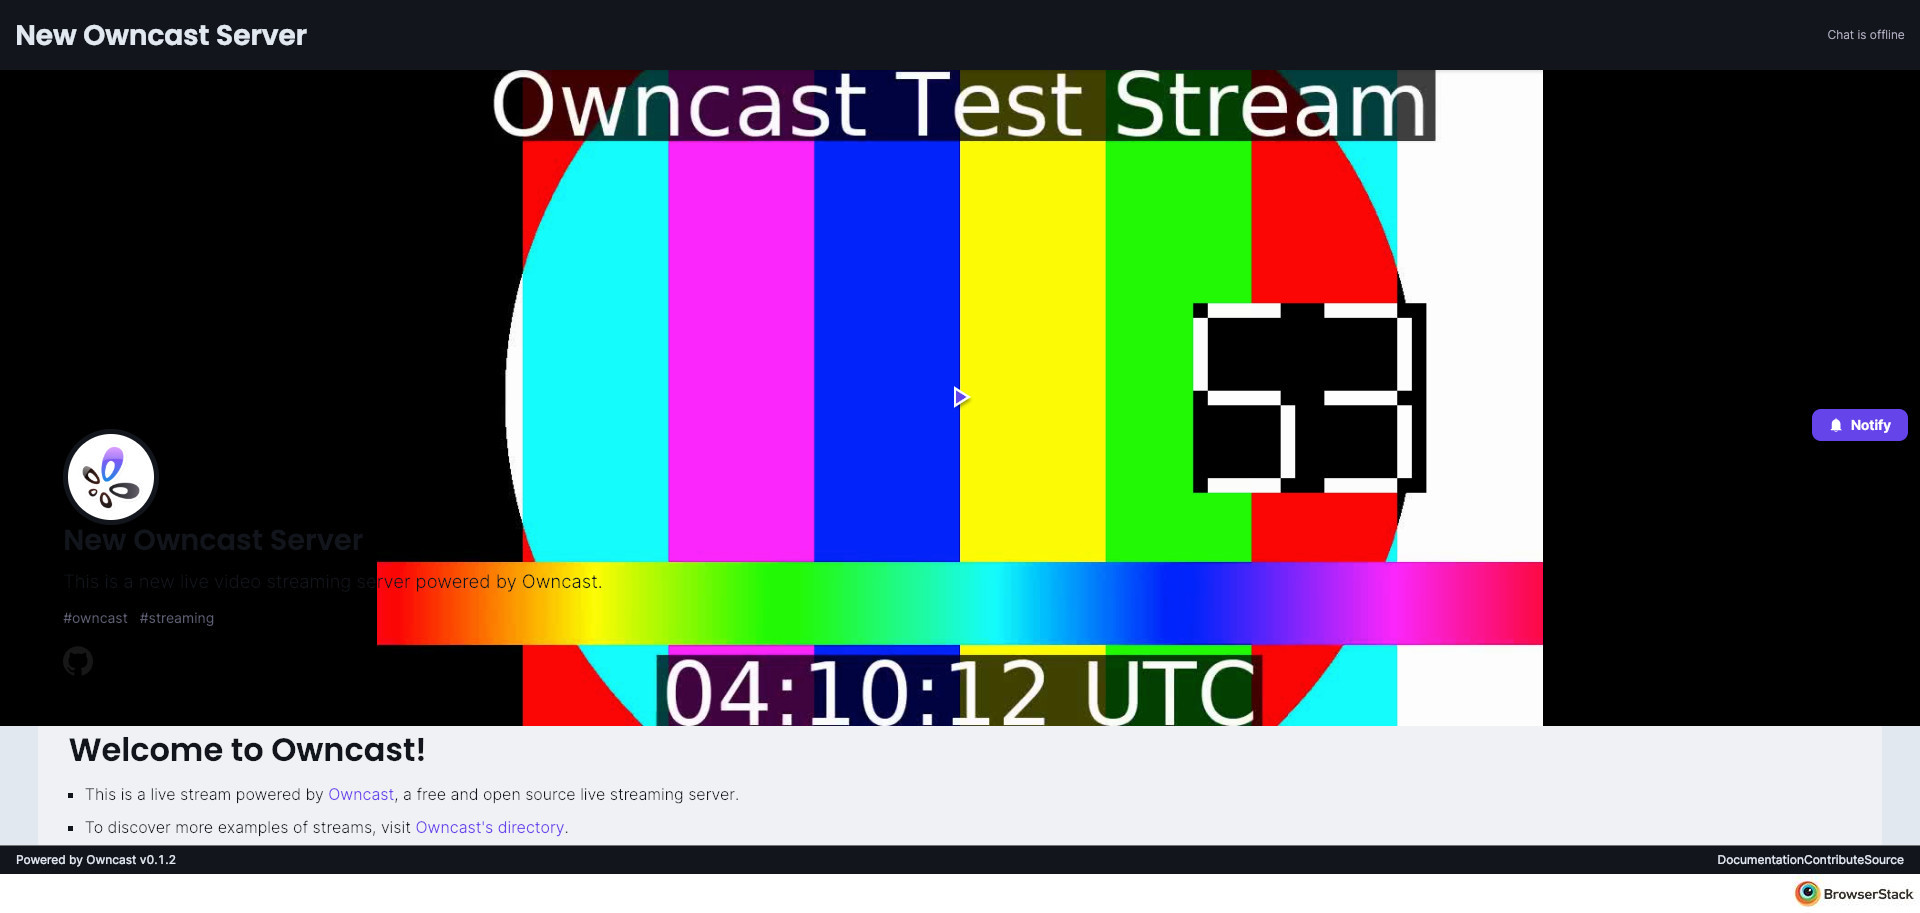 New Owncast Server
Chat is offline
Owncast Test Stream
53
Notify
New Owncast Server
This is a new live video streaming server powered by Owncast.
#owncast #streaming
04:10:12 UTC
Welcome to Owncast!
This is a live stream powered by Owncast, a free and open source live streaming server.
To discover more examples of streams, visit Owncast's directory.
Powered by Owncast v0.1.2
DocumentationContributeSource
BrowserStack